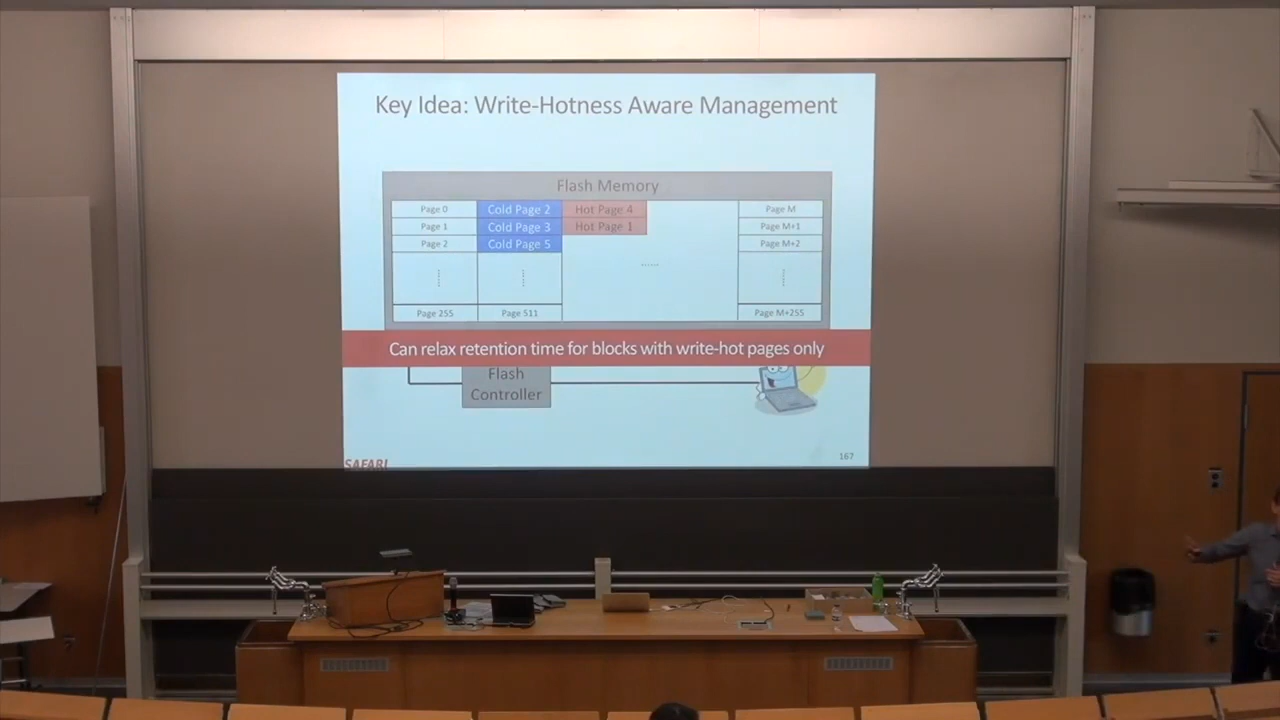 Key Idea: Write-Hotness Aware Management
Flash Memory
Page 0
Cold Page 2
Hot Page 4
Page M
Page 1
Cold Page 3
Hot Page 1
Page M+1
Page 2
Cold Page 5
Page M+2
......
Page 255
Page 511
Page M+255
Can relax retention time for blocks with write-hot pages only
Flash
Controller
SAFARI
167